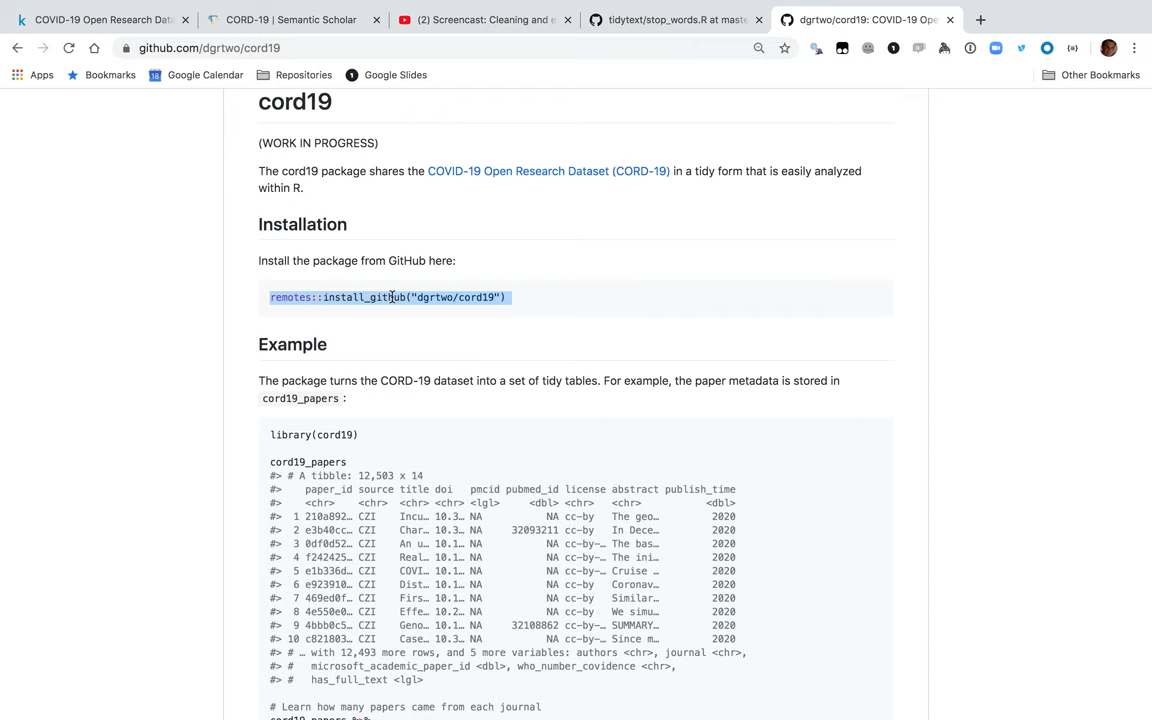 COVID-19 Open Research Data
CORD-19 | Semantic Scholar
(2) Screencast: Cleaning and e
tidytext/stop_words.R at maste
dgrtwo/cord19: COVID-19 Ope
github.com/dgrtwo/cord19
Apps
Bookmarks
Google Calendar
Repositories
Google Slides
Other Bookmarks
cord19
(WORK IN PROGRESS)
The cord19 package shares the COVID-19 Open Research Dataset (CORD-19) in a tidy form that is easily analyzed
within R.
Installation
Install the package from GitHub here:
remotes::install_github("dgrtwo/cord19")
Example
The package turns the CORD-19 dataset into a set of tidy tables. For example, the paper metadata is stored in
cord19_papers :
library(cord19)
cord19_papers
#> # A tibble: 12,503 x 14
#>    paper_id source title doi   pmcid pubmed_id license abstract publish_time
#>    <chr>    <chr>  <chr> <chr> <lgl>     <dbl> <chr>   <chr>           <dbl>
#>  1 210a892… CZI    Incu… 10.3… NA           NA cc-by   The geo…         2020
#>  2 e3b40cc… CZI    Char… 10.3… NA     32093211 cc-by   In Dece…         2020
#>  3 0df0d52… CZI    An u… 10.1… NA           NA cc-by-… The bas…         2020
#>  4 f242425… CZI    Real… 10.1… NA           NA cc-by-… The ini…         2020
#>  5 e1b336d… CZI    COVI… 10.1… NA           NA cc-by-… Cruise …         2020
#>  6 e923910… CZI    Dist… 10.1… NA           NA cc-by   Coronav…         2020
#>  7 469ed0f… CZI    Firs… 10.1… NA           NA cc-by   Similar…         2020
#>  8 4e550e0… CZI    Effe… 10.2… NA           NA cc-by   We simu…         2020
#>  9 4bbb0c5… CZI    Geno… 10.1… NA     32108862 cc-by-… SUMMARY…         2020
#> 10 c821803… CZI    Case… 10.3… NA           NA cc-by   Since m…         2020
#> # … with 12,493 more rows, and 5 more variables: authors <chr>, journal <chr>,
#> #   microsoft_academic_paper_id <dbl>, who_number_covidence <chr>,
#> #   has_full_text <lgl>
# Learn how many papers came from each journal
cord19_papers %>%